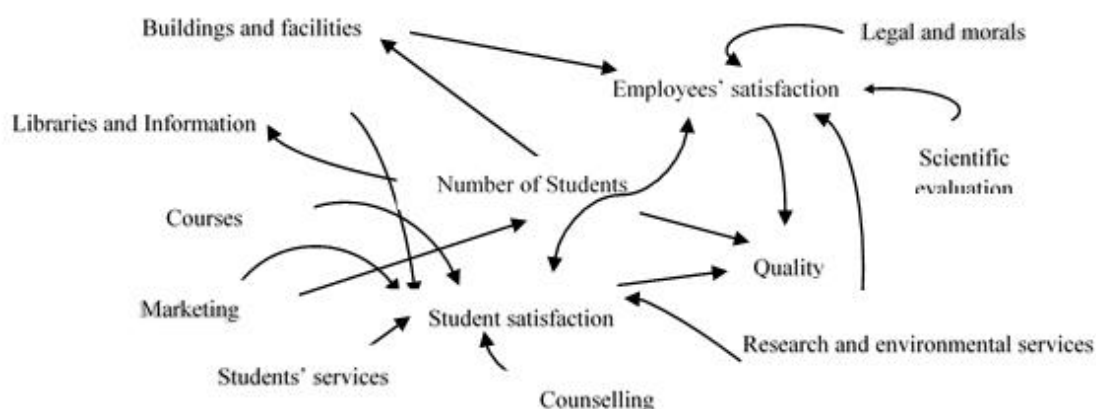 Buildings and facilities
Legal and morals
Employees’ satisfaction
Libraries and Information
Scientific
evaluation
Number of Students
Courses
Quality
Marketing
Student satisfaction
Research and environmental services
Students’ services
Counselling